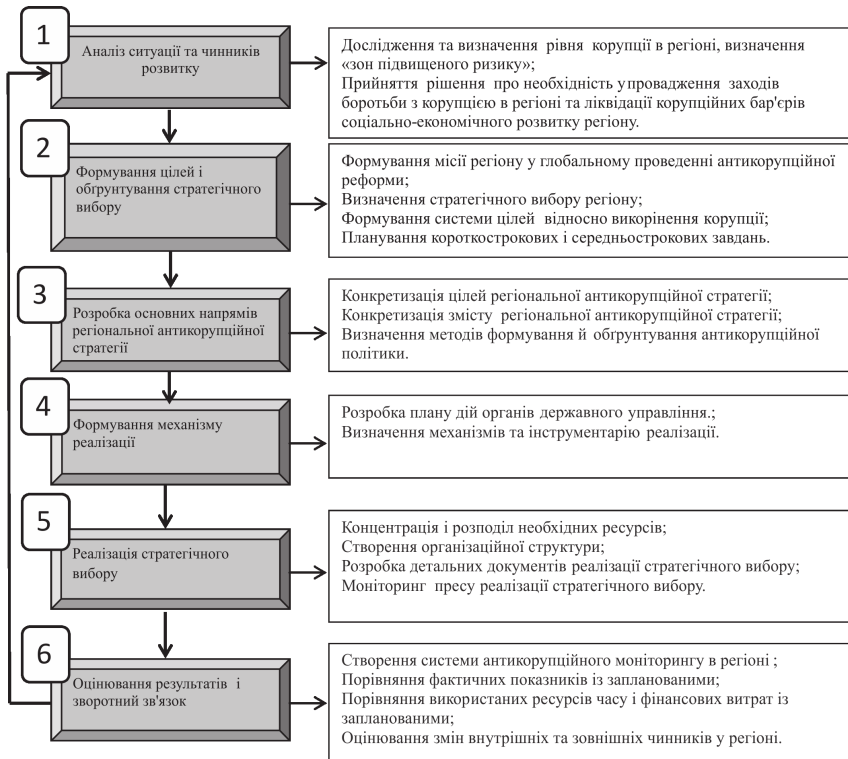 1
Аналіз ситуації та чинників
розвитку
Дослідження та визначення рівня корупції в регіоні, визначення
«зон підвищеного ризику»;
Прийняття рішення про необхідність упровадження заходів
боротьби з корупцією в регіоні та ліквідації корупційних бар'єрів
соціально-економічного розвитку регіону.
2
Формування цілей і
обґрунтування стратегічного
вибору
Формування місії регіону у глобальному проведенні антикорупційної
реформи;
Визначення стратегічного вибору регіону;
Формування системи цілей відносно викорінення корупції;
Планування короткострокових і середньострокових завдань.
3
Розробка основних напрямів
регіональної антикорупційної
стратегії
Конкретизація цілей регіональної антикорупційної стратегії;
Конкретизація змісту регіональної антикорупційної стратегії;
Визначення методів формування й обґрунтування антикорупційної
політики.
4
Формування механізму
реалізації
Розробка плану дій органів державного управління.;
Визначення механізмів та інструментарію реалізації.
5
Реалізація стратегічного
вибору
Концентрація і розподіл необхідних ресурсів;
Створення організаційної структури;
Розробка детальних документів реалізації стратегічного вибору;
Моніторинг пресу реалізації стратегічного вибору.
6
Оцінювання результатів і
зворотний зв'язок
Створення системи антикорупційного моніторингу в регіоні ;
Порівняння фактичних показників із запланованими;
Порівняння використаних ресурсів часу і фінансових витрат із
запланованими;
Оцінювання змін внутрішніх та зовнішніх чинників у регіоні.